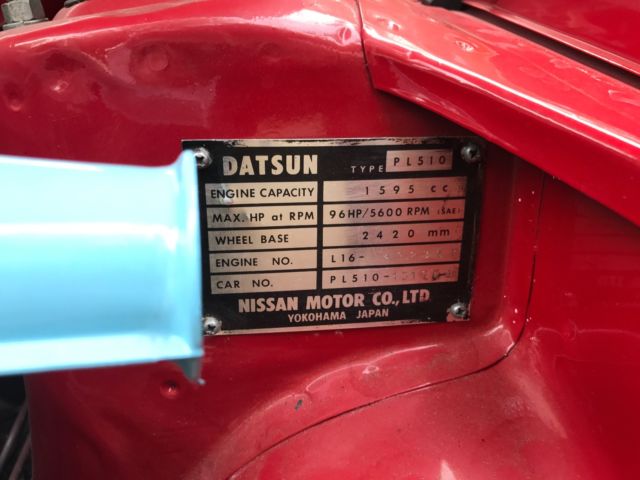 DATSUN TYPE PL510
ENGINE CAPACITY 1595 cc
MAX. HP at RPM 96HP/5600 RPM (SAE)
WHEEL BASE 2420 mm
ENGINE NO. L16-
CAR NO. PL510-
NISSAN MOTOR CO., LTD.
YOKOHAMA JAPAN